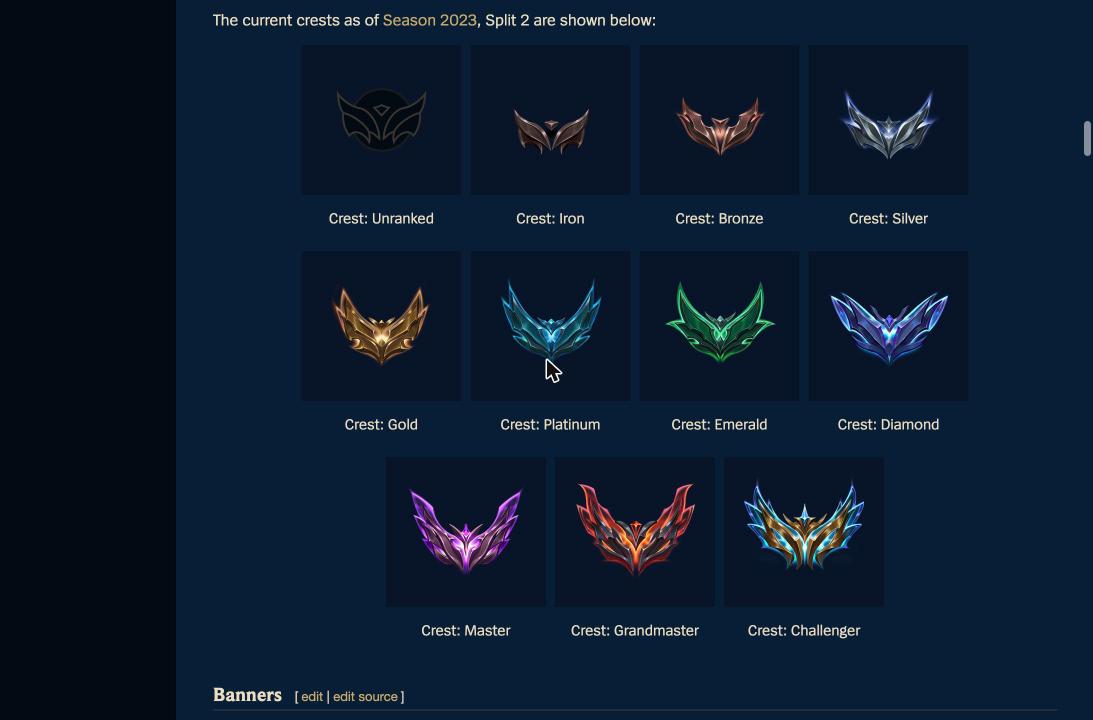 The current crests as of Season 2023, Split 2 are shown below:
Crest: Unranked
Crest: Iron
Crest: Bronze
Crest: Silver
Crest: Gold
Crest: Platinum
Crest: Emerald
Crest: Diamond
Crest: Master
Crest: Grandmaster
Crest: Challenger
Banners [ edit | edit source ]